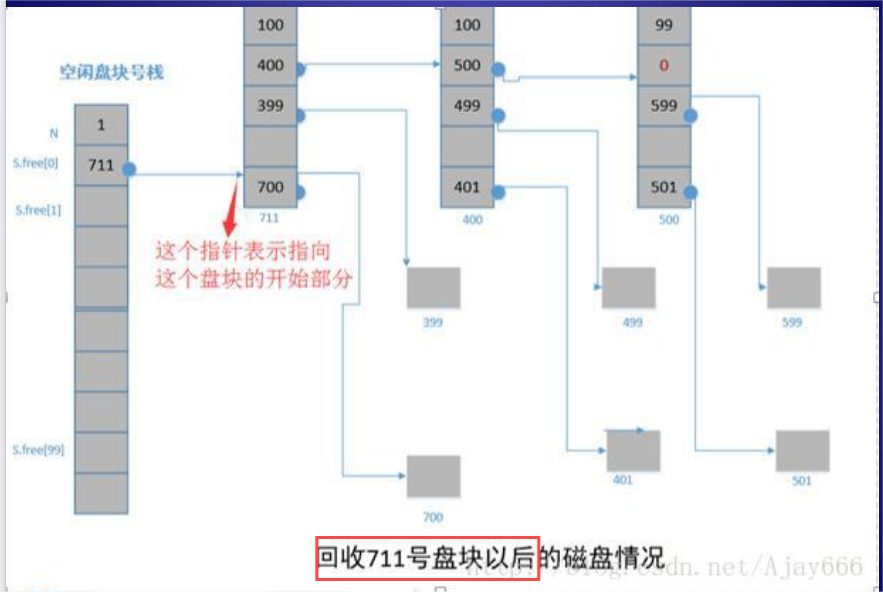 100
100
99
空闲盘块号栈
400
500
0
399
499
599
N
1
S.free[0]
711
700
401
501
S.free[1]
711
400
500
这个指针表示指向
这个盘块的开始部分
399
499
599
S.free[99]
401
501
700
回收711号盘块以后的磁盘情况
http://blog.csdn.net/Ajay666